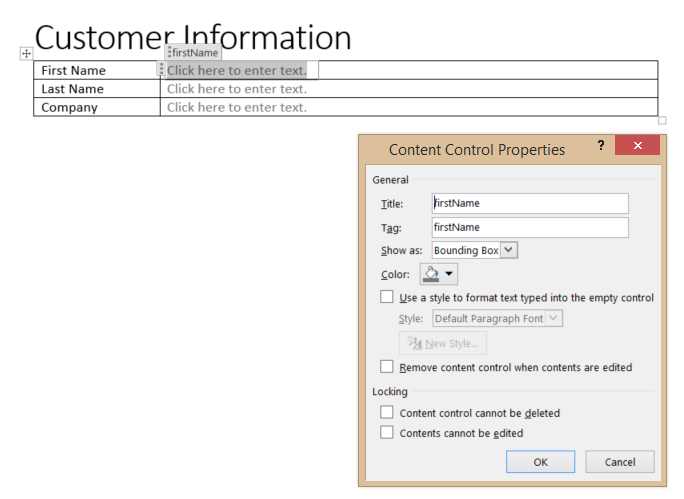 Customer Information
firstName
First Name Click here to enter text.
Last Name Click here to enter text.
Company Click here to enter text.
Content Control Properties ?
General
Title: firstName
Tag: firstName
Show as: Bounding Box
Color:
Use a style to format text typed into the empty control
Style: Default Paragraph Font
New Style...
Remove content control when contents are edited
Locking
Content control cannot be deleted
Contents cannot be edited
OK Cancel